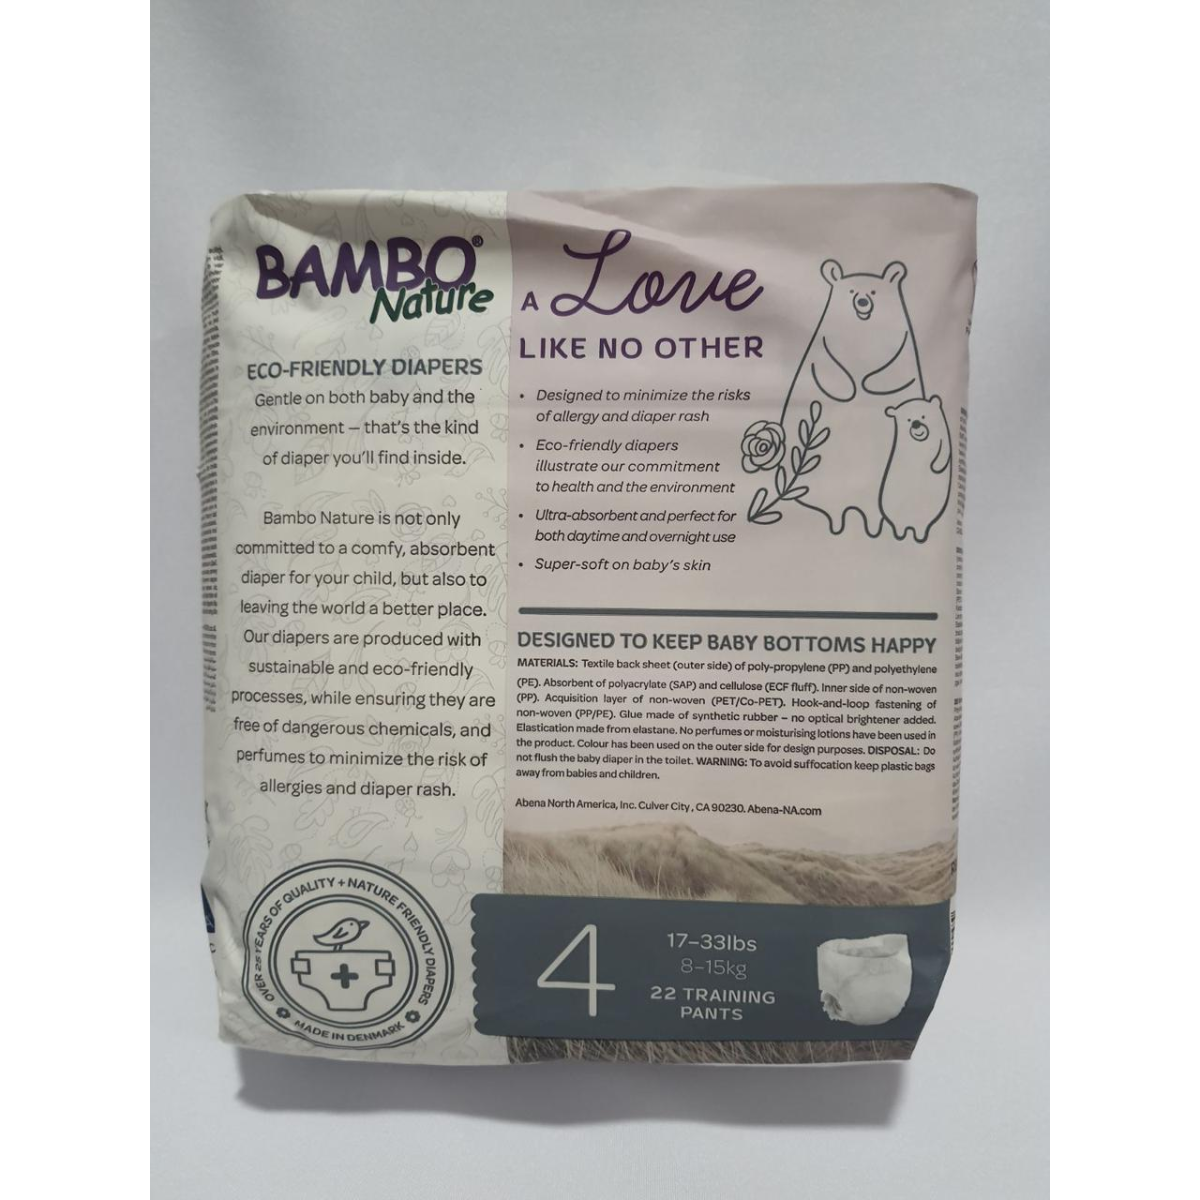 BAMBO®
Nature
ECO-FRIENDLY DIAPERS
Gentle on both baby and the
environment – that's the kind
of diaper you'll find inside.
Bambo Nature is not only
committed to a comfy, absorbent
diaper for your child, but also to
leaving the world a better place.
Our diapers are produced with
sustainable and eco-friendly
processes, while ensuring they are
free of dangerous chemicals, and
perfumes to minimize the risk of
allergies and diaper rash.
OVER 25 YEARS OF QUALITY + NATURE FRIENDLY DIAPERS
MADE IN DENMARK
A Love
LIKE NO OTHER
• Designed to minimize the risks
of allergy and diaper rash
• Eco-friendly diapers
illustrate our commitment
to health and the environment
• Ultra-absorbent and perfect for
both daytime and overnight use
• Super-soft on baby's skin
DESIGNED TO KEEP BABY BOTTOMS HAPPY
MATERIALS: Textile back sheet (outer side) of poly-propylene (PP) and polyethylene
(PE). Absorbent of polyacrylate (SAP) and cellulose (ECF fluff). Inner side of non-woven
(PP). Acquisition layer of non-woven (PET/Co-PET). Hook-and-loop fastening of
non-woven (PP/PE). Glue made of synthetic rubber – no optical brightener added.
Elastication made from elastane. No perfumes or moisturising lotions have been used in
the product. Colour has been used on the outer side for design purposes. DISPOSAL: Do
not flush the baby diaper in the toilet. WARNING: To avoid suffocation keep plastic bags
away from babies and children.
Abena North America, Inc. Culver City, CA 90230. Abena-NA.com
4
17–33lbs
8–15kg
22 TRAINING
PANTS